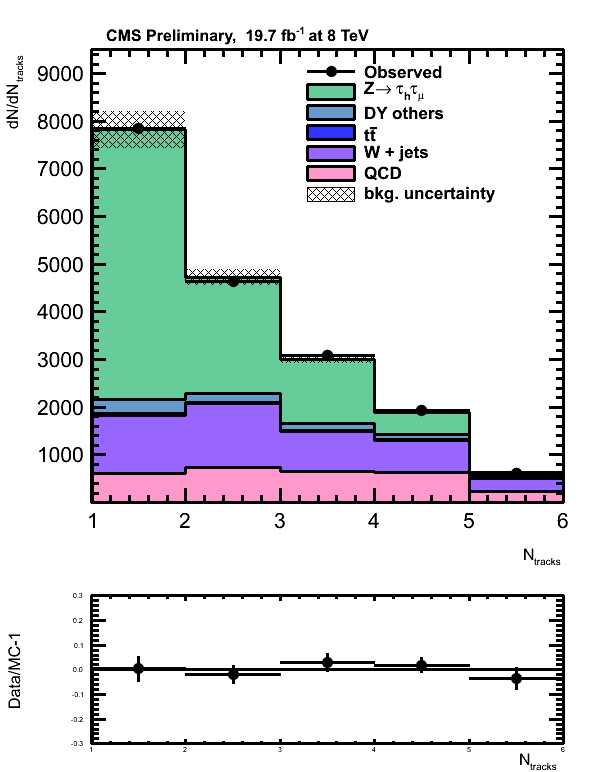 CMS Preliminary, 19.7 fb⁻¹ at 8 TeV
dN/dN_tracks
9000
8000
7000
6000
5000
4000
3000
2000
1000
Observed
Z→ τ_hτ_μ
DY others
tt̄
W + jets
QCD
bkg. uncertainty
1 2 3 4 5 6
N_tracks
Data/MC-1
0.3
0.2
0.1
0.0
-0.1
-0.2
-0.3
1 2 3 4 5 6
N_tracks